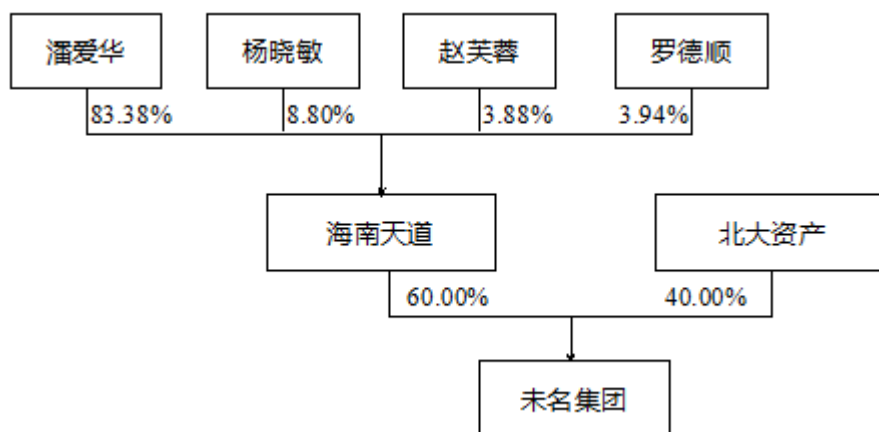 潘爱华 杨晓敏 赵芙蓉 罗德顺
83.38% 8.80% 3.88% 3.94%
海南天道 北大资产
60.00% 40.00%
未名集团